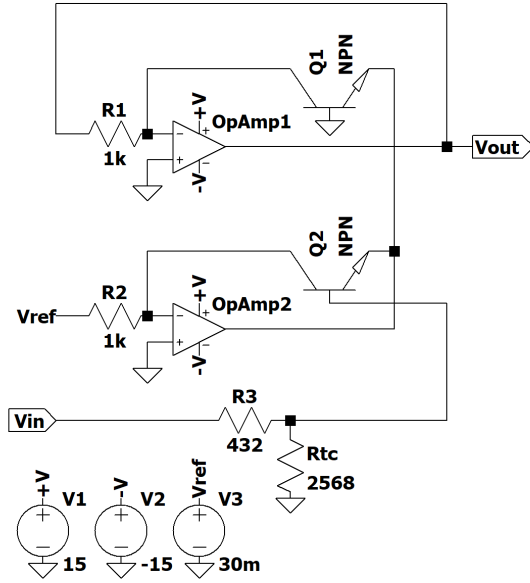 Q1
NPN
R1
1k
+V
OpAmp1
-V
Vout
Q2
NPN
Vref
R2
1k
+V
OpAmp2
-V
Vin
R3
432
Rtc
2568
+V
V1
15
-V
V2
-15
Vref
V3
30m